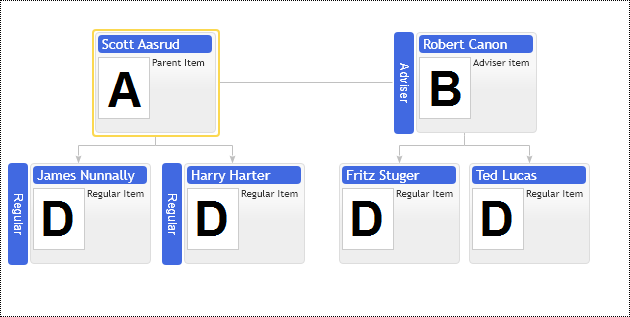 Scott Aasrud
Parent Item
A
Adviser
Robert Canon
Adviser item
B
Regular
James Nunnally
Regular Item
D
Regular
Harry Harter
Regular Item
D
Fritz Stuger
Regular Item
D
Ted Lucas
Regular Item
D